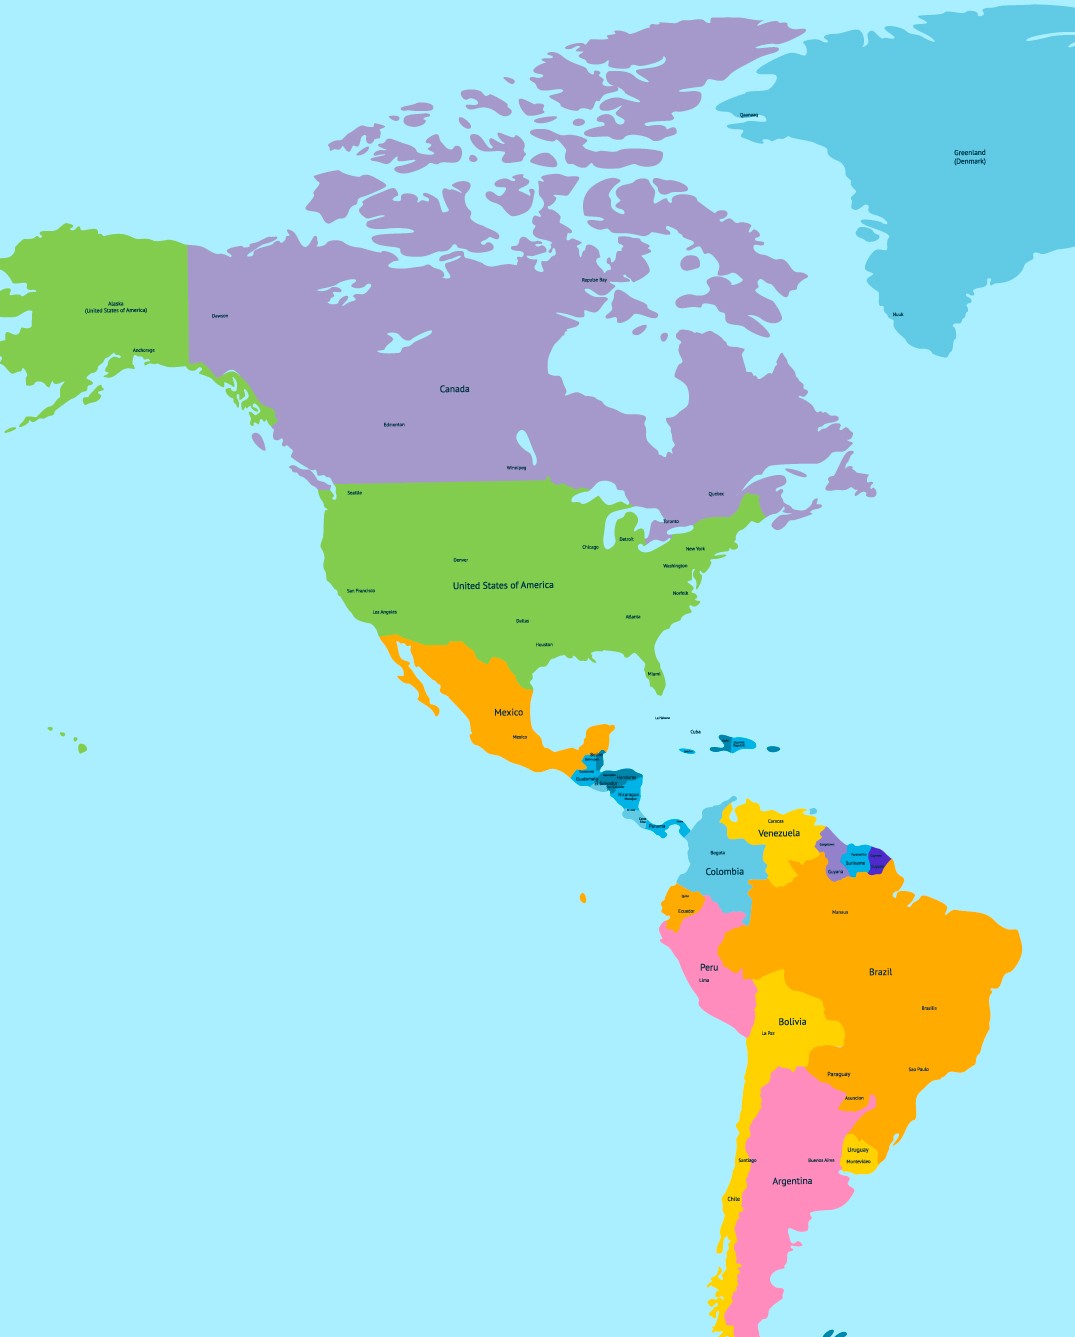 Qaanaaq
Greenland
(Denmark)
Repulse Bay
Alaska
(United States of America)
Dawson
Nuuk
Anchorage
Canada
Edmonton
Winnipeg
Seattle
Quebec
Toronto
Detroit
Chicago
New York
Denver
Washington
United States of America
San Francisco
Norfolk
Los Angeles
Atlanta
Dallas
Houston
Miami
Mexico
La Havana
Cuba
Mexico
Guatemala
Honduras
El Salvador
Nicaragua
Managua
Panama
Caracas
Venezuela
Bogota
Colombia
Georgetown
Paramaribo
Suriname
Guyana
Quito
Ecuador
Manaus
Peru
Lima
Brazil
Brasilia
Bolivia
La Paz
Paraguay
Sao Paulo
Asuncion
Uruguay
Santiago
Buenos Aires
Montevideo
Argentina
Chile